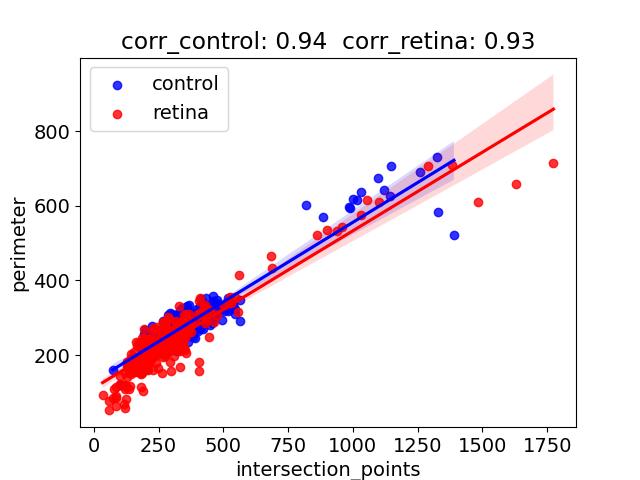 corr_control: 0.94  corr_retina: 0.93
control
retina
800
600
400
200
perimeter
0 250 500 750 1000 1250 1500 1750
intersection_points